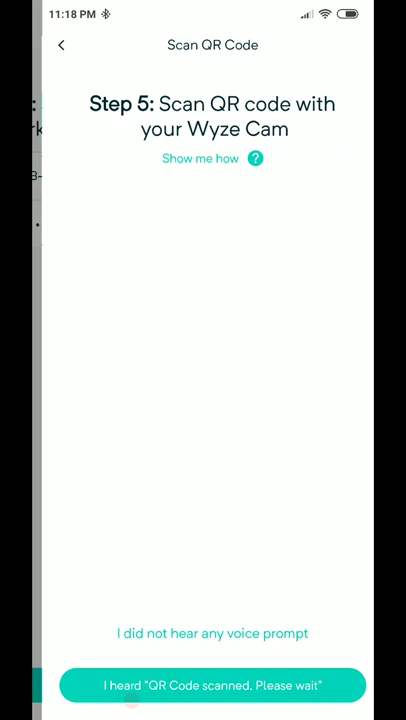 11:18 PM
Scan QR Code
Step 5: Scan QR code with
your Wyze Cam
Show me how ?
I did not hear any voice prompt
I heard "QR Code scanned. Please wait"